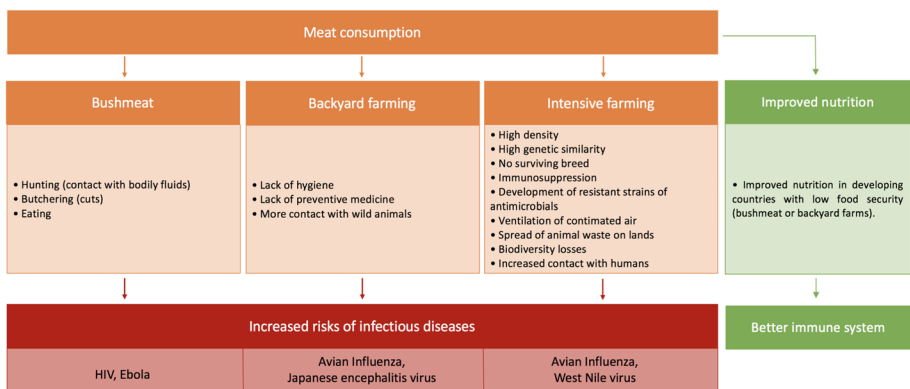 Meat consumption
Bushmeat
Backyard farming
Intensive farming
Improved nutrition
• Hunting (contact with bodily fluids)
• Butchering (cuts)
• Eating
• Lack of hygiene
• Lack of preventive medicine
• More contact with wild animals
• High density
• High genetic similarity
• No surviving breed
• Immunosuppression
• Development of resistant strains of
antimicrobials
• Ventilation of contimated air
• Spread of animal waste on lands
• Biodiversity losses
• Increased contact with humans
• Improved nutrition in developing
countries with low food security
(bushmeat or backyard farms).
Increased risks of infectious diseases
Better immune system
HIV, Ebola
Avian Influenza,
Japanese encephalitis virus
Avian Influenza,
West Nile virus